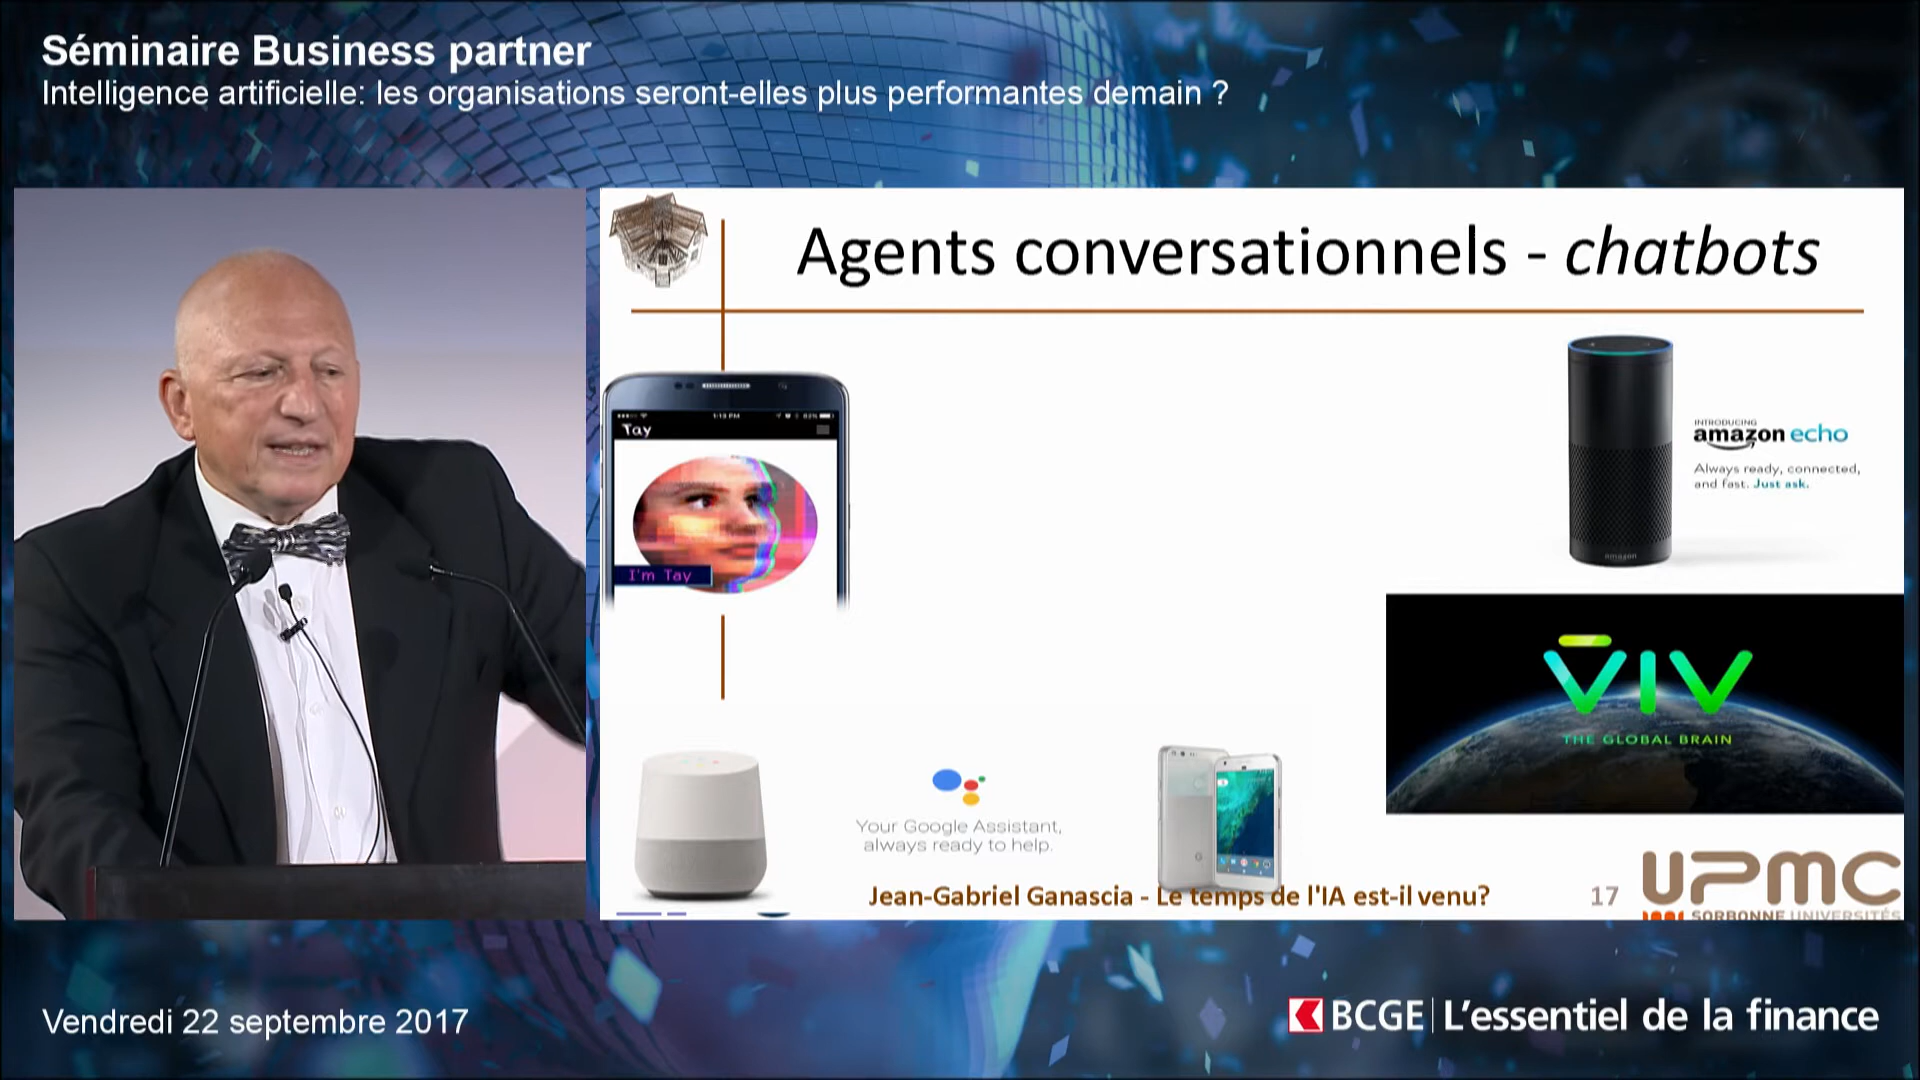 Séminaire Business partner
Intelligence artificielle: les organisations seront-elles plus performantes demain ?
Agents conversationnels - chatbots
1:13 PM
Tay
I'm Tay
INTRODUCING
amazon echo
Always ready, connected,
and fast. Just ask.
amazon
VIV
THE GLOBAL BRAIN
Your Google Assistant,
always ready to help.
Jean-Gabriel Ganascia - Le temps de l'IA est-il venu?
17
UPMC
SORBONNE UNIVERSITÉS
Vendredi 22 septembre 2017
BCGE L'essentiel de la finance